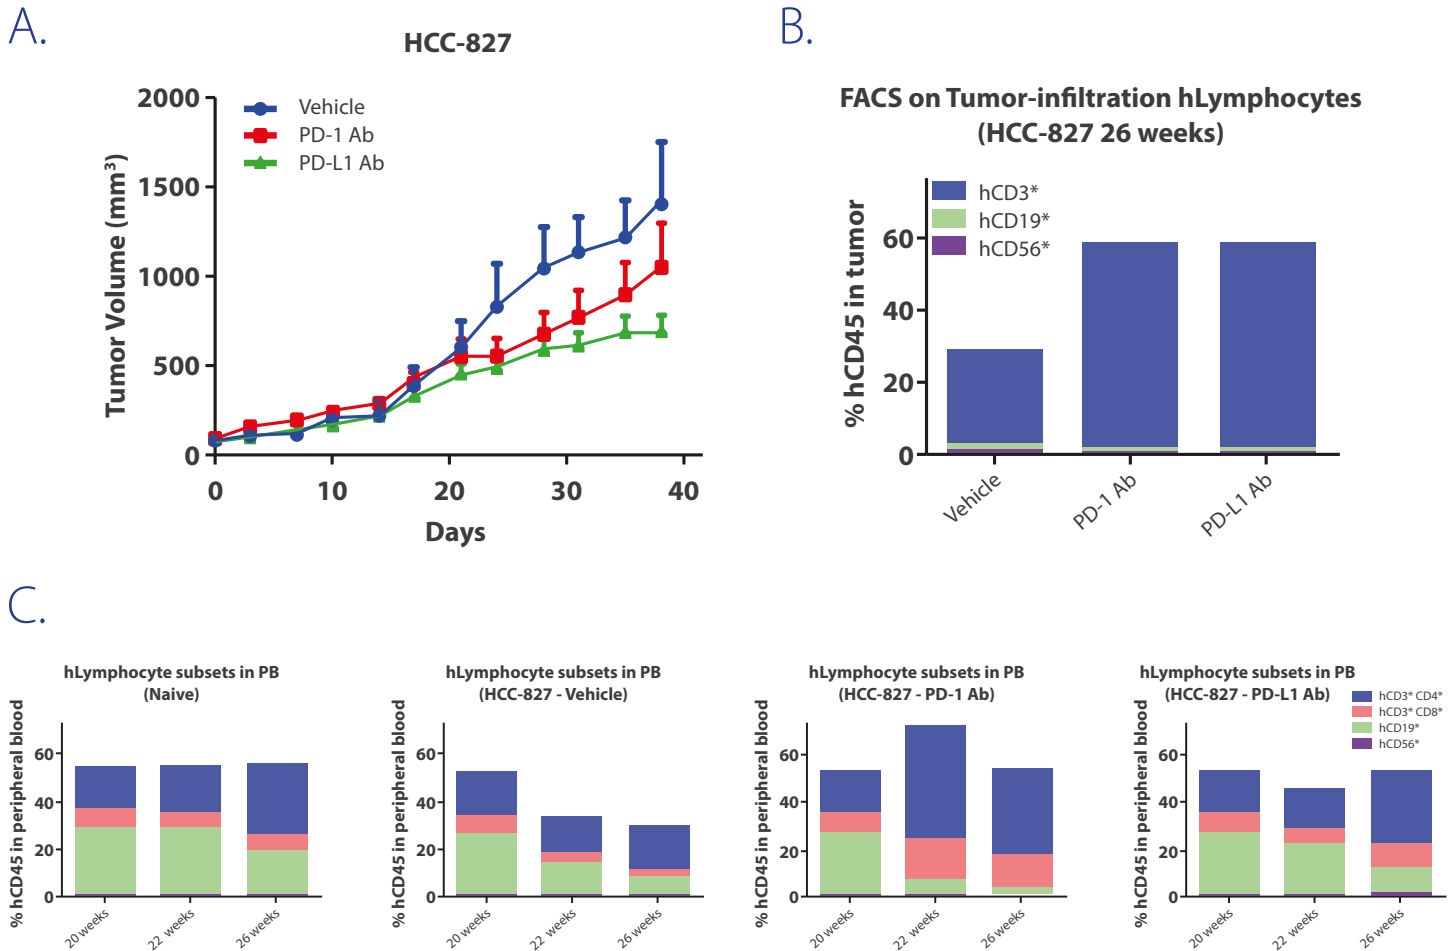 A.
HCC-827
Tumor Volume (mm³)
2000
1500
1000
500
0
Vehicle
PD-1 Ab
PD-L1 Ab
0 10 20 30 40
Days
B.
FACS on Tumor-infiltration hLymphocytes
(HCC-827 26 weeks)
% hCD45 in tumor
hCD3*
hCD19*
hCD56*
60
40
20
0
Vehicle PD-1 Ab PD-L1 Ab
C.
hLymphocyte subsets in PB
(Naive)
% hCD45 in peripheral blood
60
40
20
0
20 weeks 22 weeks 26 weeks
hLymphocyte subsets in PB
(HCC-827 - Vehicle)
% hCD45 in peripheral blood
60
40
20
0
20 weeks 22 weeks 26 weeks
hLymphocyte subsets in PB
(HCC-827 - PD-1 Ab)
% hCD45 in peripheral blood
60
40
20
0
20 weeks 22 weeks 26 weeks
hLymphocyte subsets in PB
(HCC-827 - PD-L1 Ab)
% hCD45 in peripheral blood
60
40
20
0
20 weeks 22 weeks 26 weeks
hCD3* CD4*
hCD3* CD8*
hCD19*
hCD56*